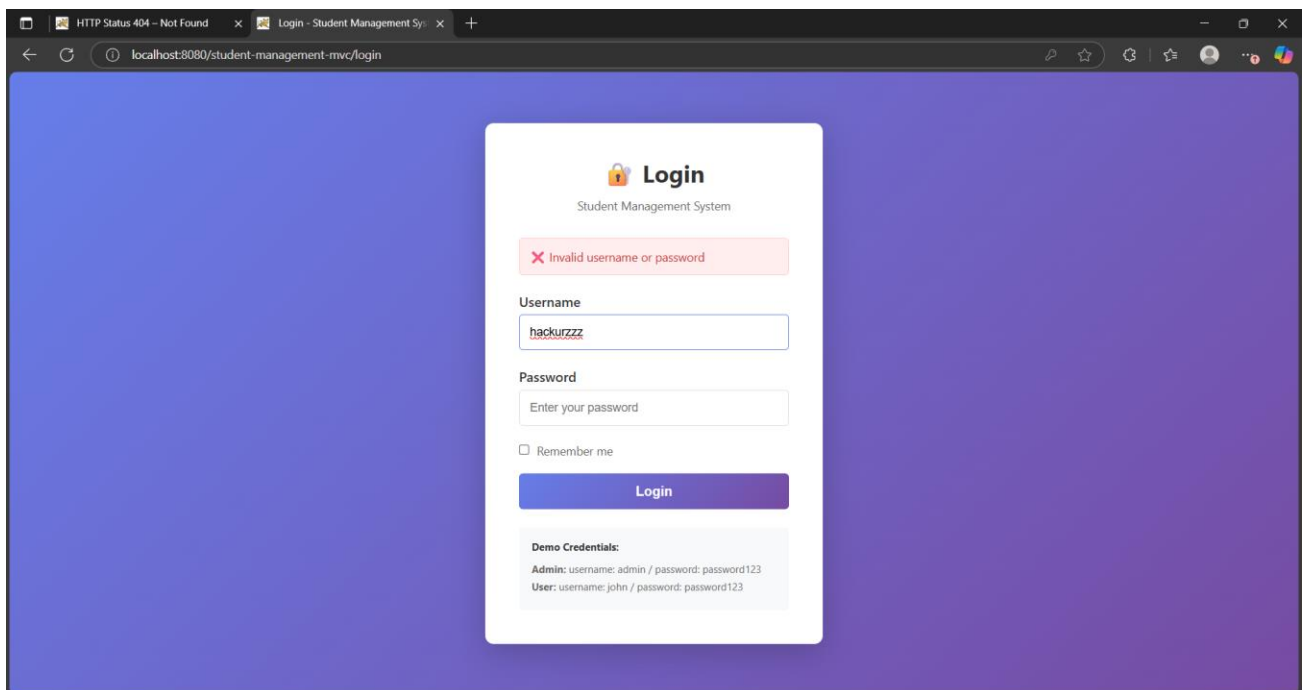 HTTP Status 404 – Not Found
Login - Student Management Sys
localhost:8080/student-management-mvc/login
Login
Student Management System
Invalid username or password
Username
hackurzzz
Password
Enter your password
Remember me
Login
Demo Credentials:
Admin: username: admin / password: password123
User: username: john / password: password123